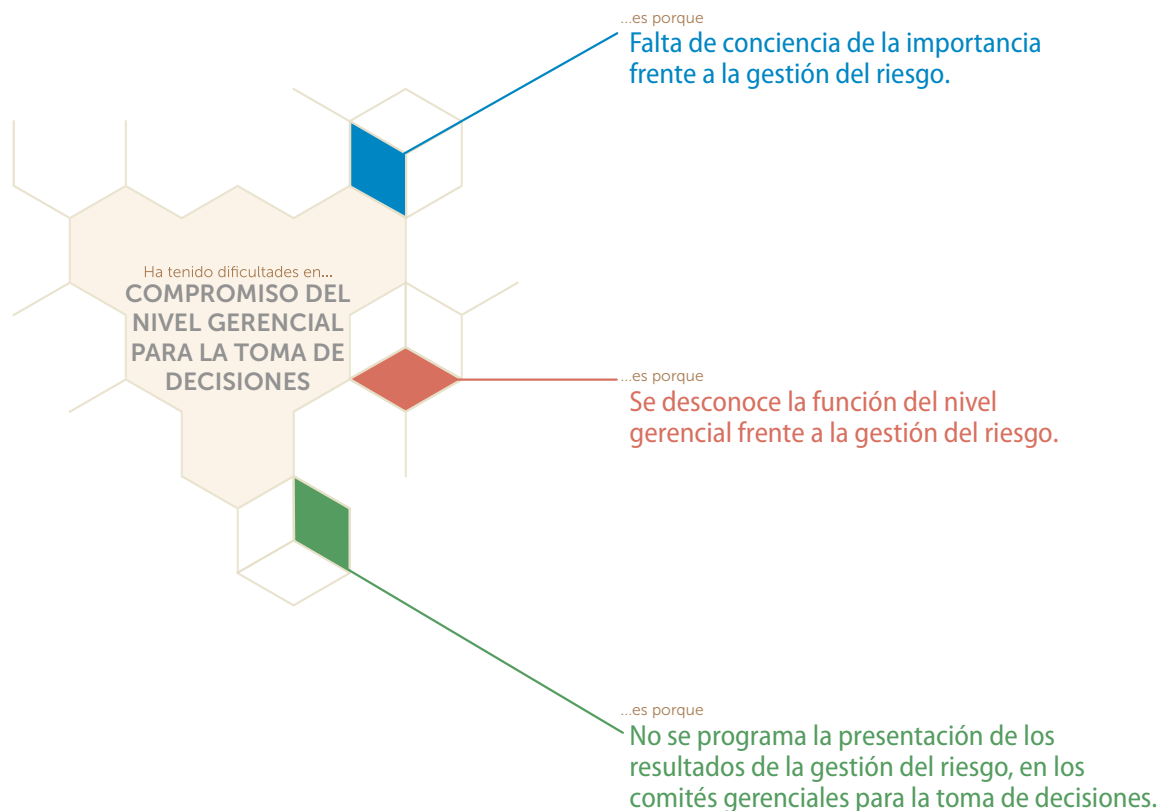 ...es porque
Falta de conciencia de la importancia
frente a la gestión del riesgo.
Ha tenido dificultades en...
COMPROMISO DEL
NIVEL GERENCIAL
PARA LA TOMA DE
DECISIONES
...es porque
Se desconoce la función del nivel
gerencial frente a la gestión del riesgo.
...es porque
No se programa la presentación de los
resultados de la gestión del riesgo, en los
comités gerenciales para la toma de decisiones.